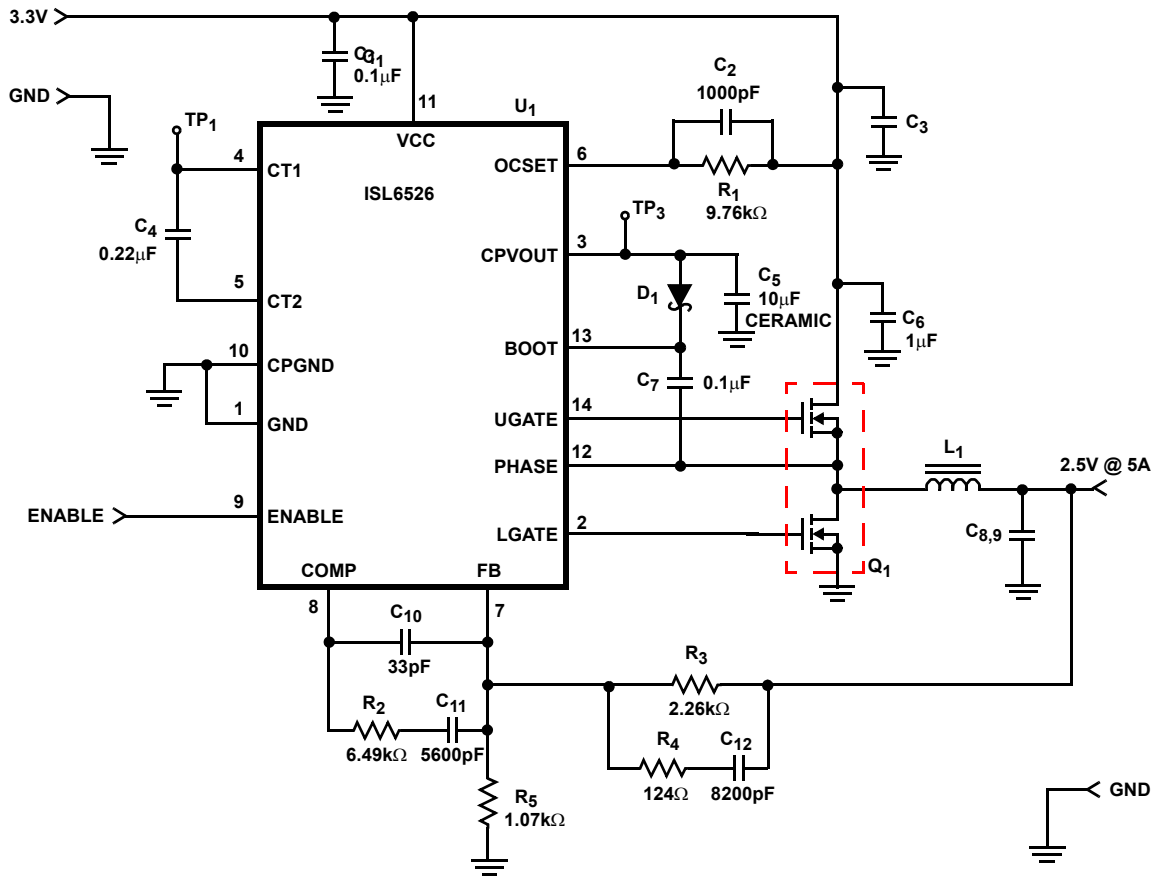 3.3V
C1
0.1µF
GND
TP1
11
VCC
U1
C2
1000pF
C3
4
CT1
ISL6526
OCSET
6
R1
9.76kΩ
C4
0.22µF
TP3
CPVOUT
3
D1
C5
10µF
CERAMIC
5
CT2
C6
1µF
BOOT
13
10
CPGND
C7
0.1µF
1
GND
UGATE
14
PHASE
12
L1
2.5V @ 5A
ENABLE
9
ENABLE
LGATE
2
C8,9
COMP
FB
Q1
8
7
C10
33pF
R3
2.26kΩ
R2
6.49kΩ
C11
5600pF
R4
124Ω
C12
8200pF
R5
1.07kΩ
GND